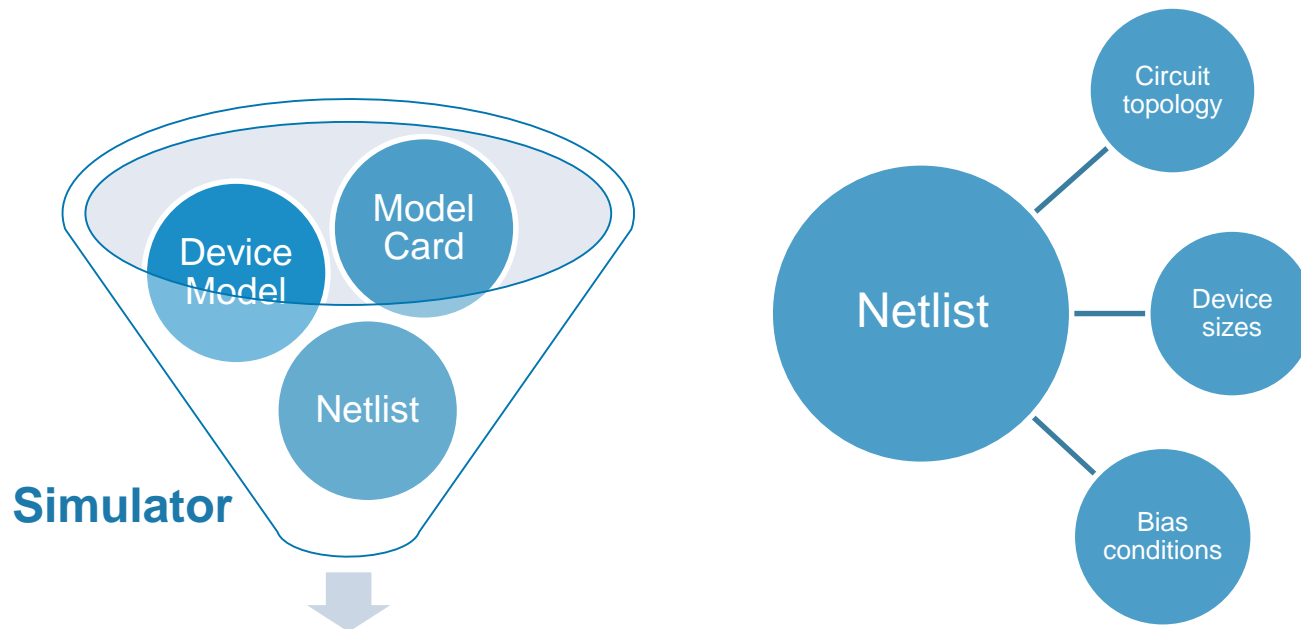 Device
Model
Model
Card
Netlist
Simulator
Netlist
Circuit
topology
Device
sizes
Bias
conditions